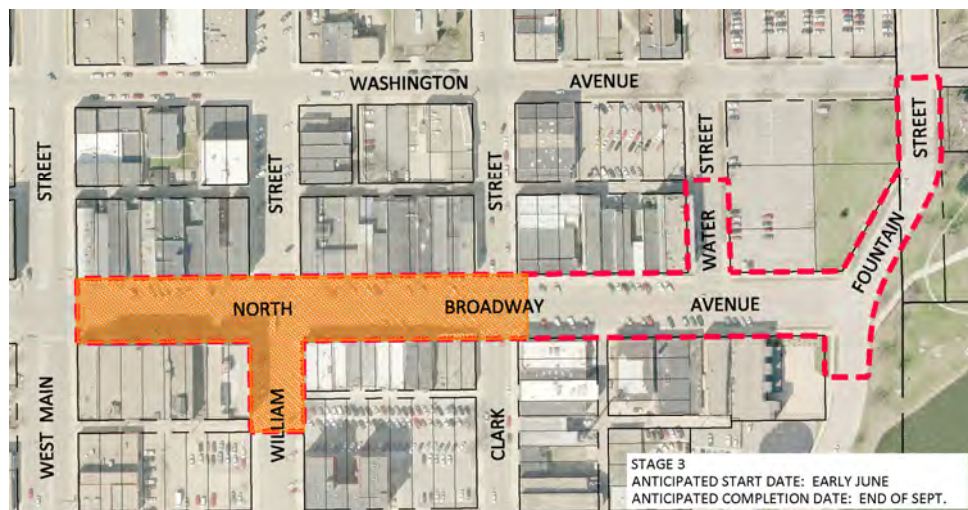 WASHINGTON AVENUE
STREET
STREET
STREET
STREET
STREET
WATER
FOUNTAIN
NORTH BROADWAY AVENUE
WEST MAIN
WILLIAM
CLARK
STAGE 3
ANTICIPATED START DATE: EARLY JUNE
ANTICIPATED COMPLETION DATE: END OF SEPT.